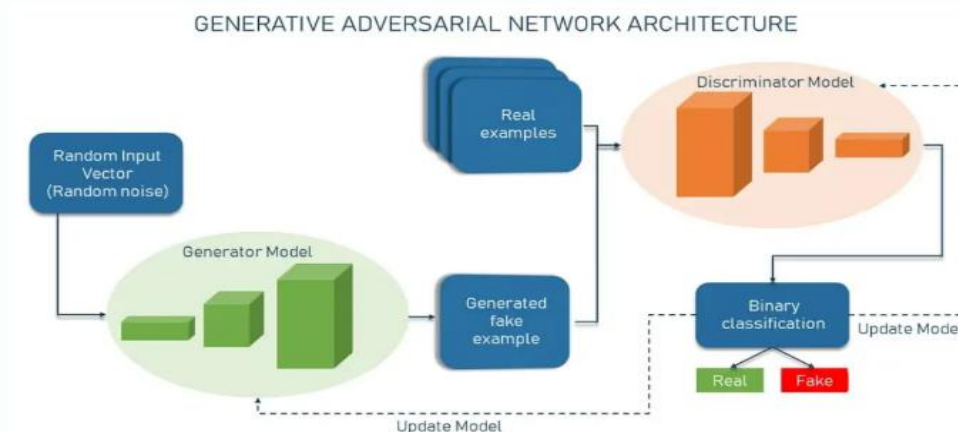 GENERATIVE ADVERSARIAL NETWORK ARCHITECTURE
Discriminator Model
Real
examples
Random Input
Vector
(Random noise)
Generator Model
Generated
fake
example
Binary
classification
Update Model
Real
Fake
Update Model